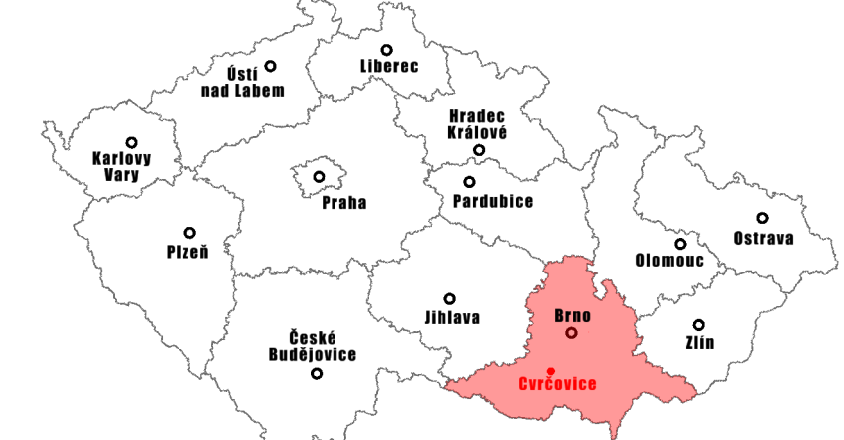 Liberec
Ústí
nad Labem
Hradec
Králové
Karlovy
Vary
Praha
Pardubice
Plzeň
Ostrava
Olomouc
Jihlava
Brno
Zlín
České
Budějovice
Cvrčovice